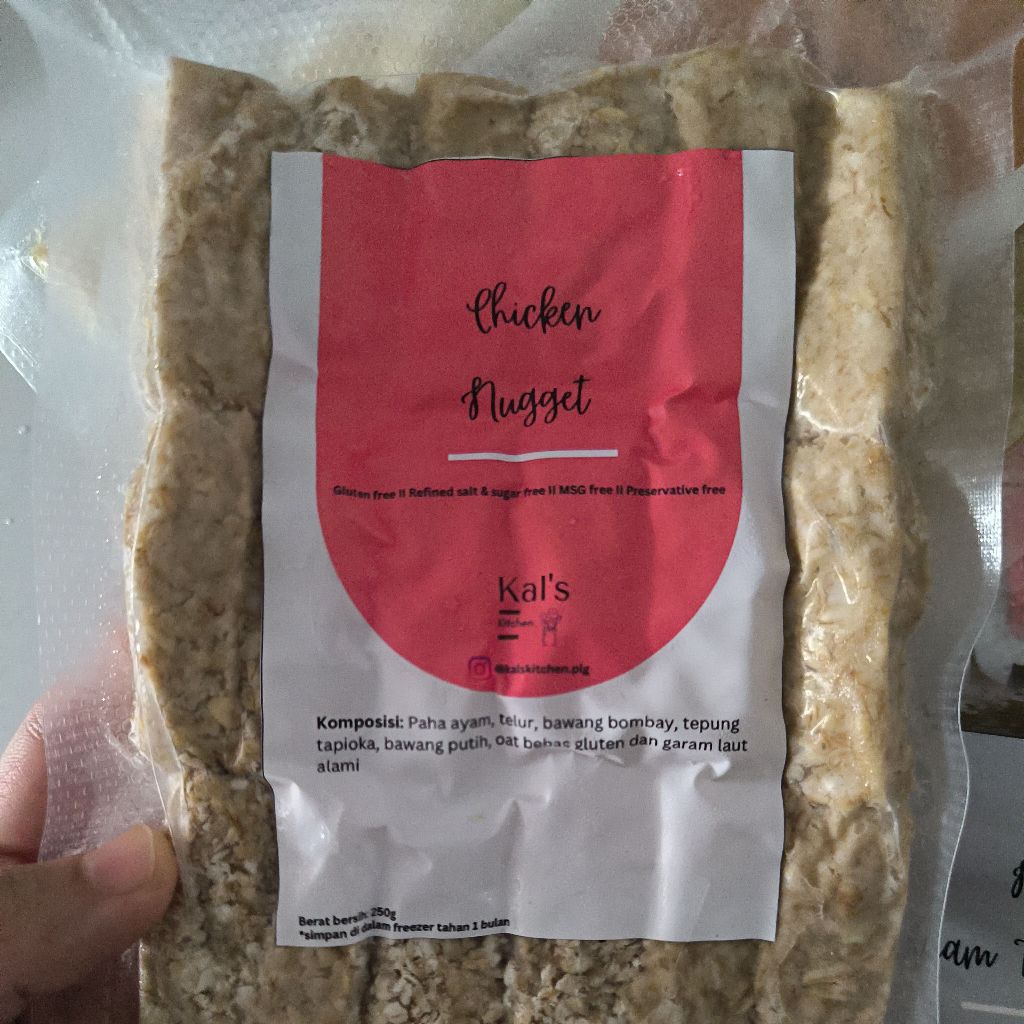 Chicken
Nugget
Gluten free II Refined salt & sugar free II MSG free II Preservative free
Kal's
Kitchen
@kalskitchen.plg
Komposisi: Paha ayam, telur, bawang bombay, tepung
tapioka, bawang putih, oat bebas gluten dan garam laut
alami
Berat bersih: 250g
*simpan di dalam freezer tahan 1 bulan
am